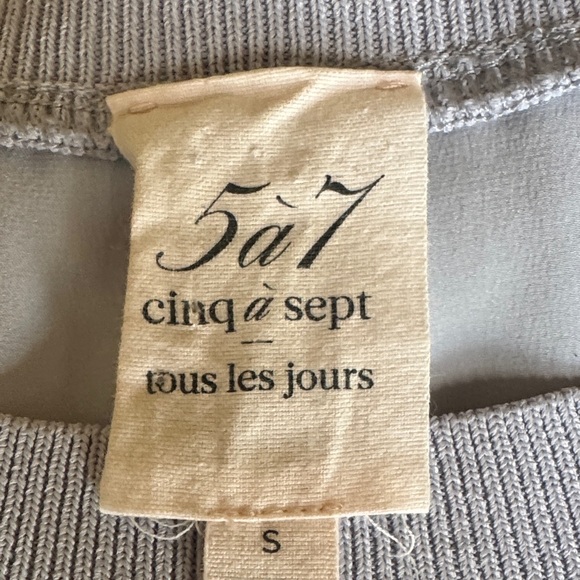 5à7
cinq à sept
tous les jours
S